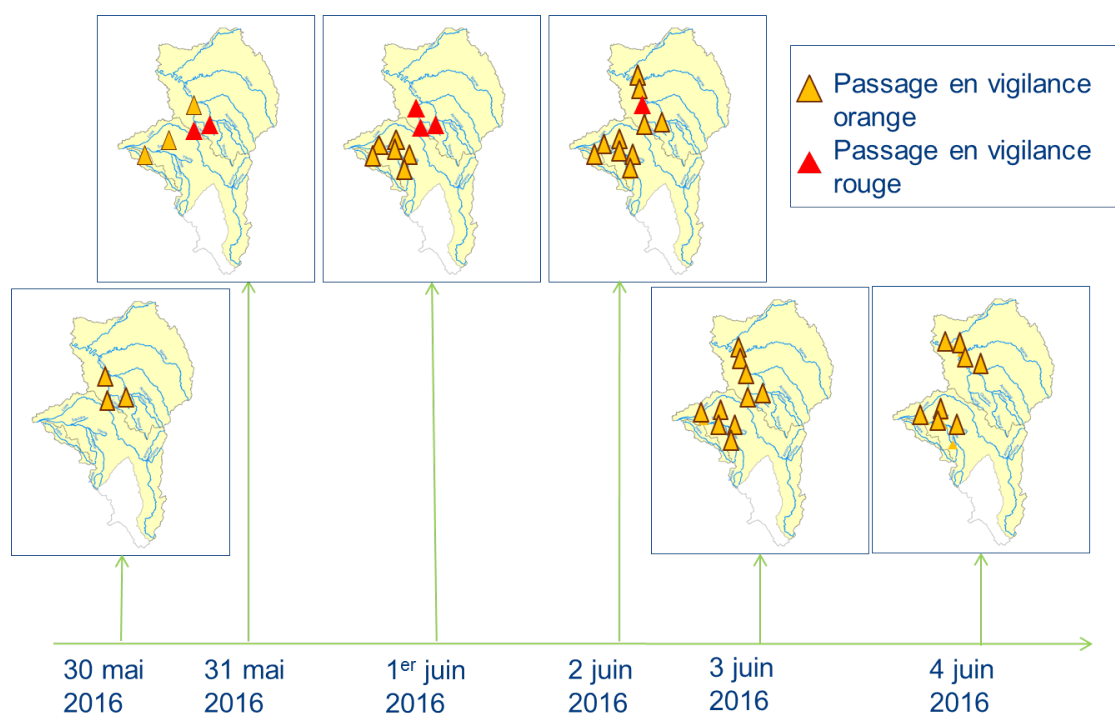 Passage en vigilance
orange
Passage en vigilance
rouge
30 mai
2016
31 mai
2016
1er juin
2016
2 juin
2016
3 juin
2016
4 juin
2016